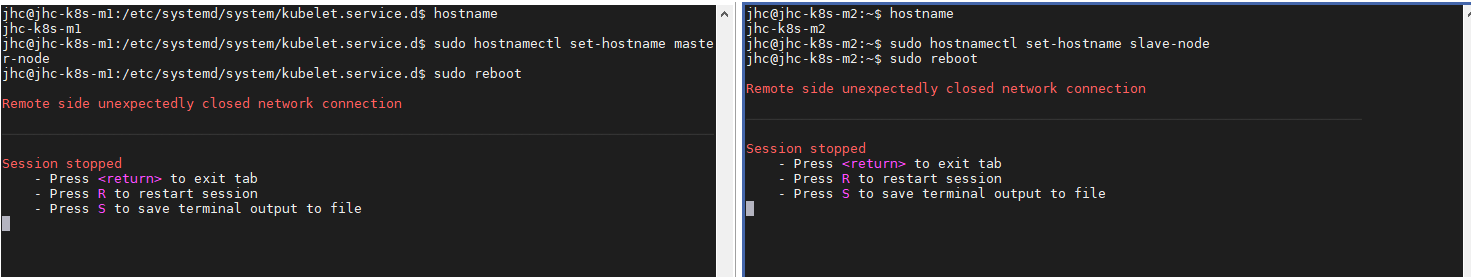 jhc@jhc-k8s-m1:/etc/systemd/system/kubelet.service.d$ hostname
jhc-k8s-m1
jhc@jhc-k8s-m1:/etc/systemd/system/kubelet.service.d$ sudo hostnamectl set-hostname maste
r-node
jhc@jhc-k8s-m1:/etc/systemd/system/kubelet.service.d$ sudo reboot
Remote side unexpectedly closed network connection
Session stopped
- Press <return> to exit tab
- Press R to restart session
- Press S to save terminal output to file
jhc@jhc-k8s-m2:~$ hostname
jhc-k8s-m2
jhc@jhc-k8s-m2:~$ sudo hostnamectl set-hostname slave-node
jhc@jhc-k8s-m2:~$ sudo reboot
Remote side unexpectedly closed network connection
Session stopped
- Press <return> to exit tab
- Press R to restart session
- Press S to save terminal output to file